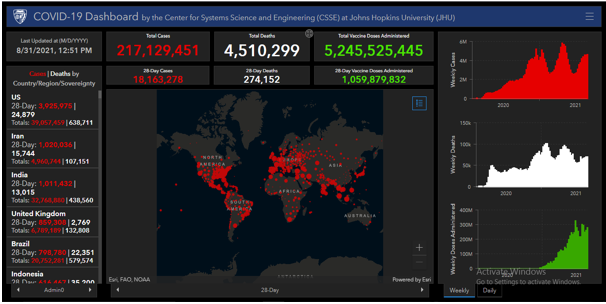 COVID-19 Dashboard by the Center for Systems Science and Engineering (CSSE) at Johns Hopkins University (JHU)
Last Updated at (M/D/YYYY)
8/31/2021, 12:51 PM
Cases | Deaths by
Country/Region/Sovereignty
US
28-Day: 3,925,975 |
24,879
Totals: 39,057,459 | 638,711
Iran
28-Day: 1,020,036 |
15,744
Totals: 4,960,744 | 107,151
India
28-Day: 1,011,432 |
13,015
Totals: 32,768,880 | 438,560
United Kingdom
28-Day: 859,308 | 2,769
Totals: 6,789,189 | 132,808
Brazil
28-Day: 798,780 | 22,351
Totals: 20,753,291 | 579,574
Indonesia
28-Day: 35,200
Admin0
Total Cases
217,129,451
Total Deaths
4,510,299
Total Vaccine Doses Administered
5,245,525,445
28-Day Cases
18,163,278
28-Day Deaths
274,152
28-Day Vaccine Doses Administered
1,059,879,832
NORTH
AMERICA
EUROPE
ASIA
AFRICA
SOUTH
AMERICA
AUSTRALIA
Esri, FAO, NOAA
Powered by Esri
28-Day
Weekly Cases
6M
4M
2M
0
2020
2021
Weekly Deaths
150k
100k
50k
0
2020
2021
Weekly Doses Administered
400M
300M
200M
100M
0
2020
2021
Activate Windows
Go to Settings to activate Windows.
Weekly
Daily